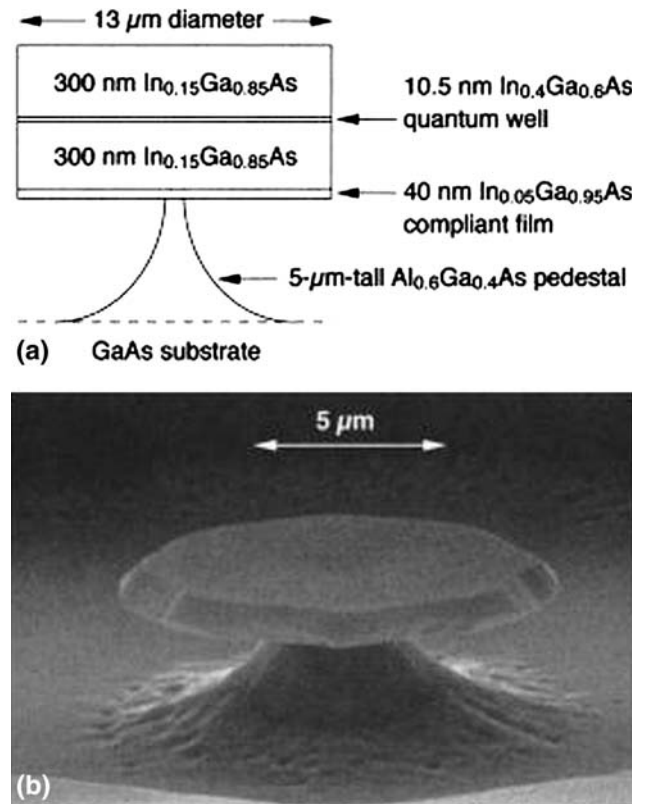 13 µm diameter
300 nm In0.15Ga0.85As
10.5 nm In0.4Ga0.6As
quantum well
300 nm In0.15Ga0.85As
40 nm In0.05Ga0.95As
compliant film
5-µm-tall Al0.6Ga0.4As pedestal
(a) GaAs substrate
5 µm
(b)